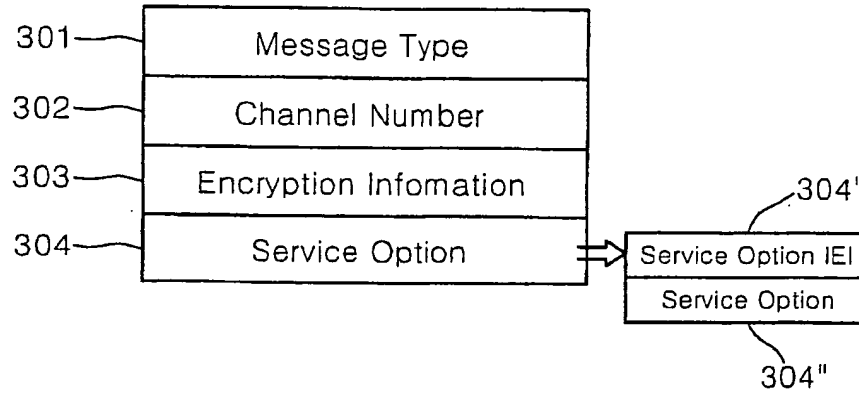 301 Message Type
302 Channel Number
303 Encryption Infomation
304 Service Option
304'
Service Option IEI
Service Option
304"